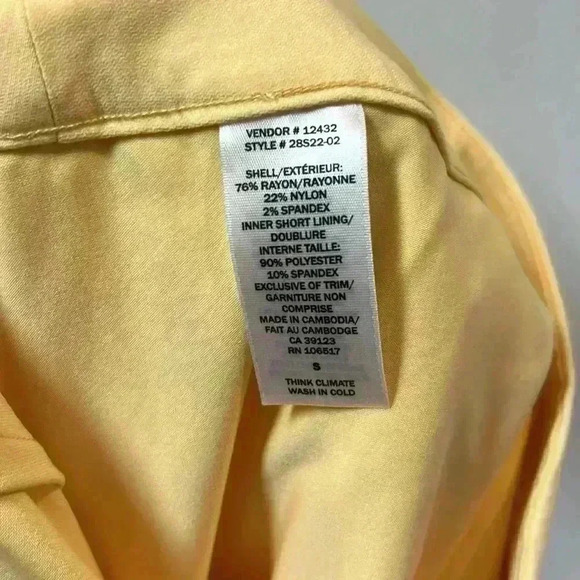 VENDOR # 12432
STYLE # 28S22-02
SHELL/EXTÉRIEUR:
76% RAYON/RAYONNE
22% NYLON
2% SPANDEX
INNER SHORT LINING/
DOUBLURE
INTERNE TAILLE:
90% POLYESTER
10% SPANDEX
EXCLUSIVE OF TRIM/
GARNITURE NON
COMPRISE
MADE IN CAMBODIA/
FAIT AU CAMBODGE
CA 39123
RN 106517
S
THINK CLIMATE
WASH IN COLD